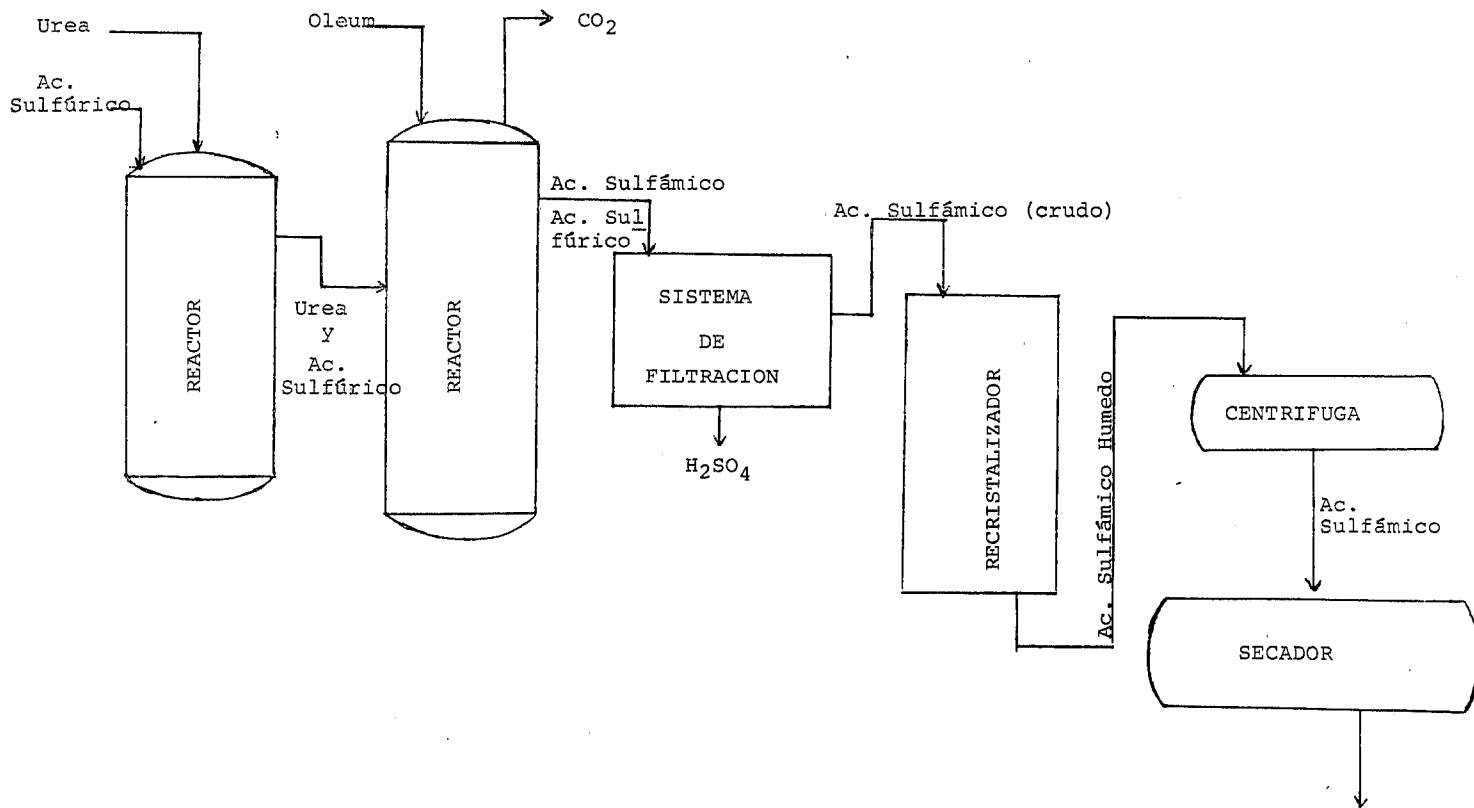 Urea
Ac.
Sulfúrico
Oleum
CO2
REACTOR
Urea
Y
Ac.
Sulfúrico
REACTOR
Ac. Sulfámico
Ac. Sul
fúrico
SISTEMA
DE
FILTRACION
H2SO4
Ac. Sulfámico (crudo)
RECRISTALIZADOR
Ac. Sulfámico Humedo
CENTRIFUGA
Ac.
Sulfámico
SECADOR